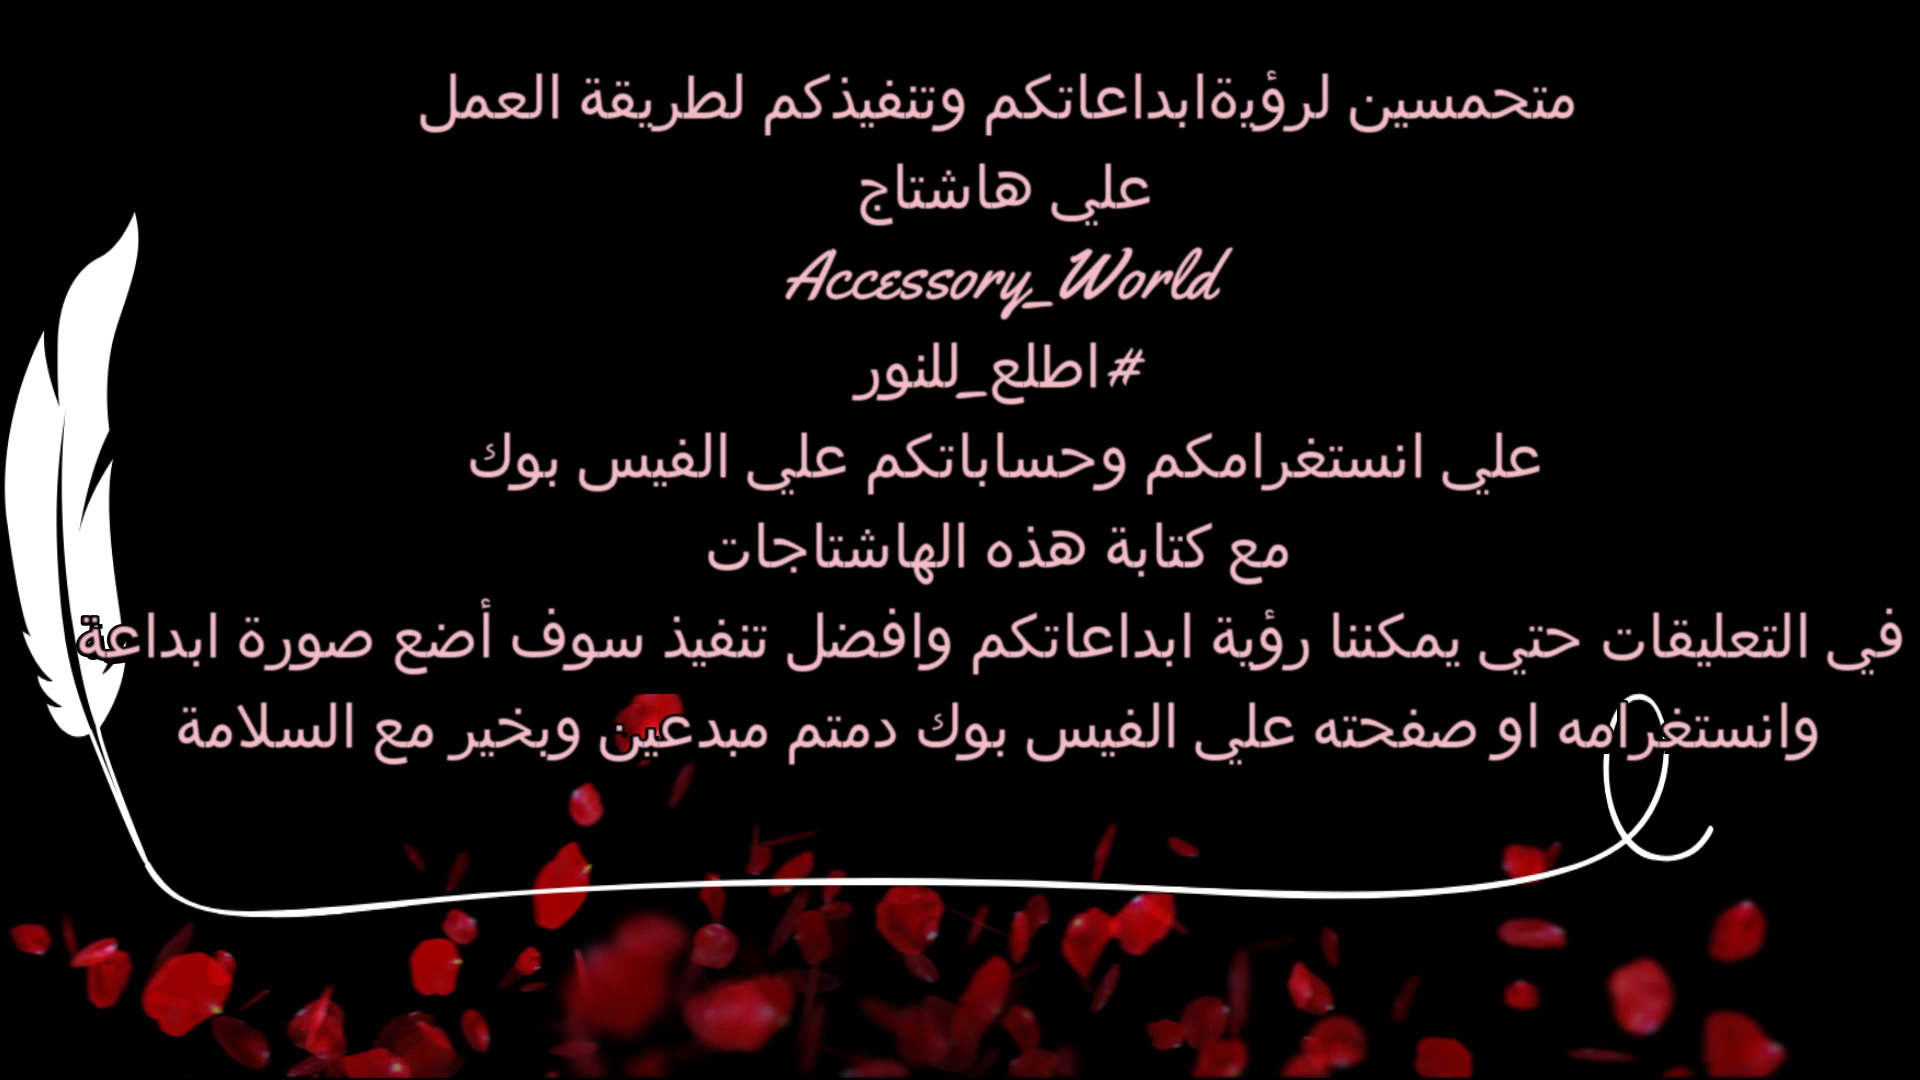 متحمسين لرؤيةابداعاتكم وتنفيذكم لطريقة العمل
علي هاشتاج
Accessory_World
#اطلع_للنور
علي انستغرامكم وحساباتكم علي الفيس بوك
مع كتابة هذه الهاشتاجات
في التعليقات حتي يمكننا رؤية ابداعاتكم وافضل تنفيذ سوف أضع صورة ابداعة
وانستغرامه او صفحته علي الفيس بوك دمتم مبدعين وبخير مع السلامة